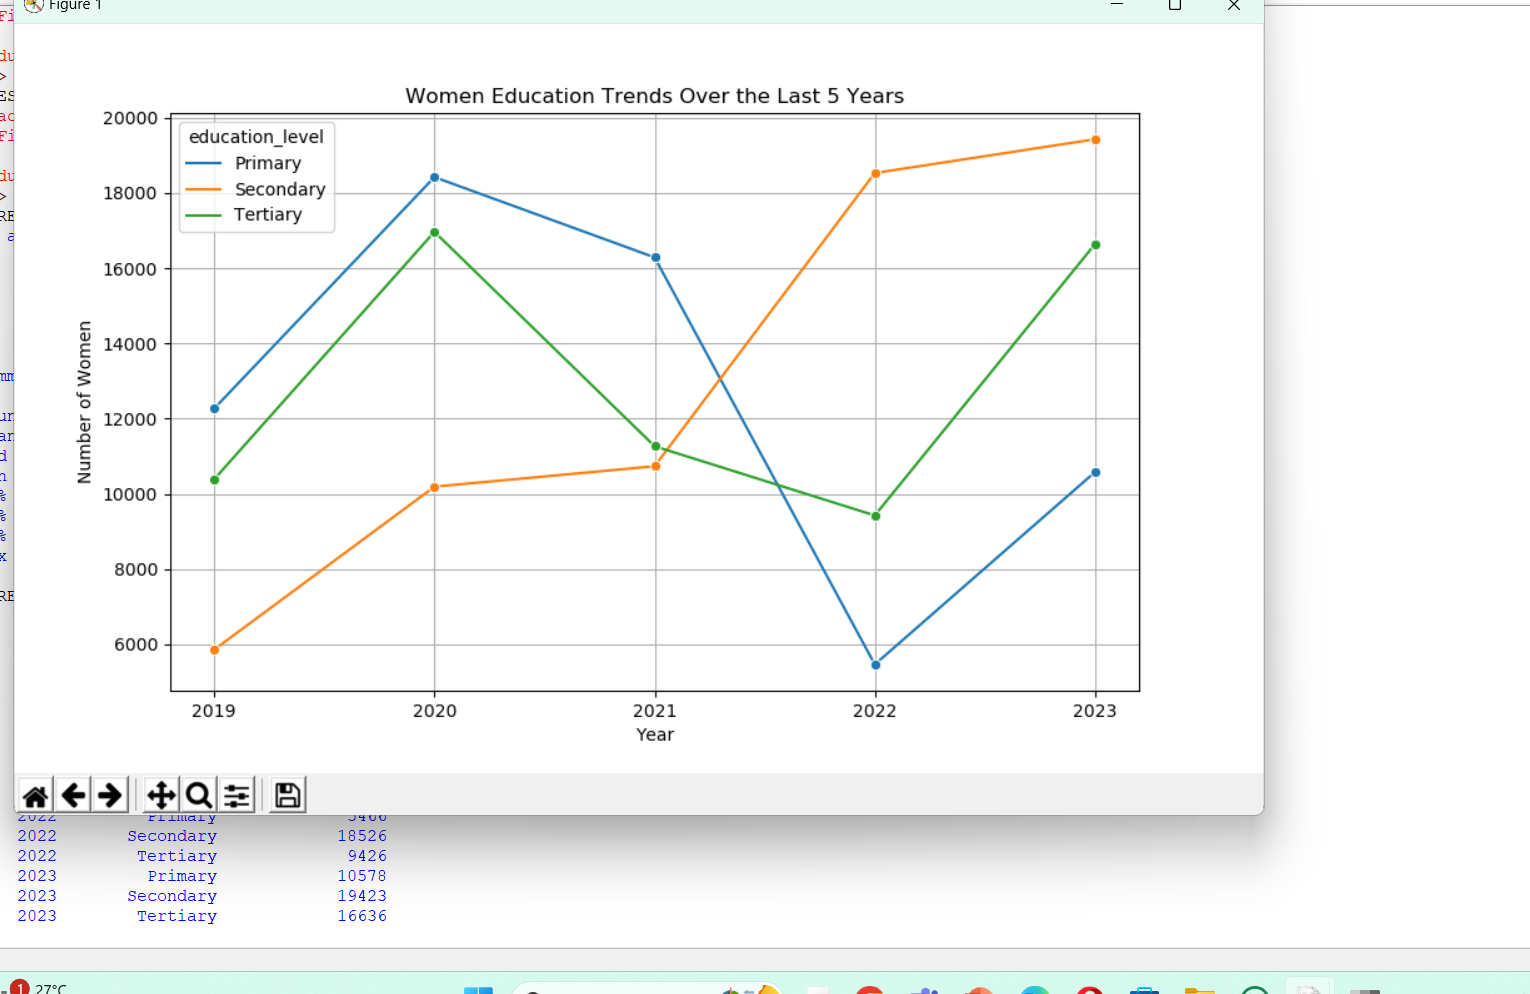 Figure 1
Women Education Trends Over the Last 5 Years
20000
18000
16000
14000
12000
10000
8000
6000
Number of Women
education_level
Primary
Secondary
Tertiary
2019 2020 2021 2022 2023
Year
2022 Primary 5466
2022 Secondary 18526
2022 Tertiary 9426
2023 Primary 10578
2023 Secondary 19423
2023 Tertiary 16636
1 27°C